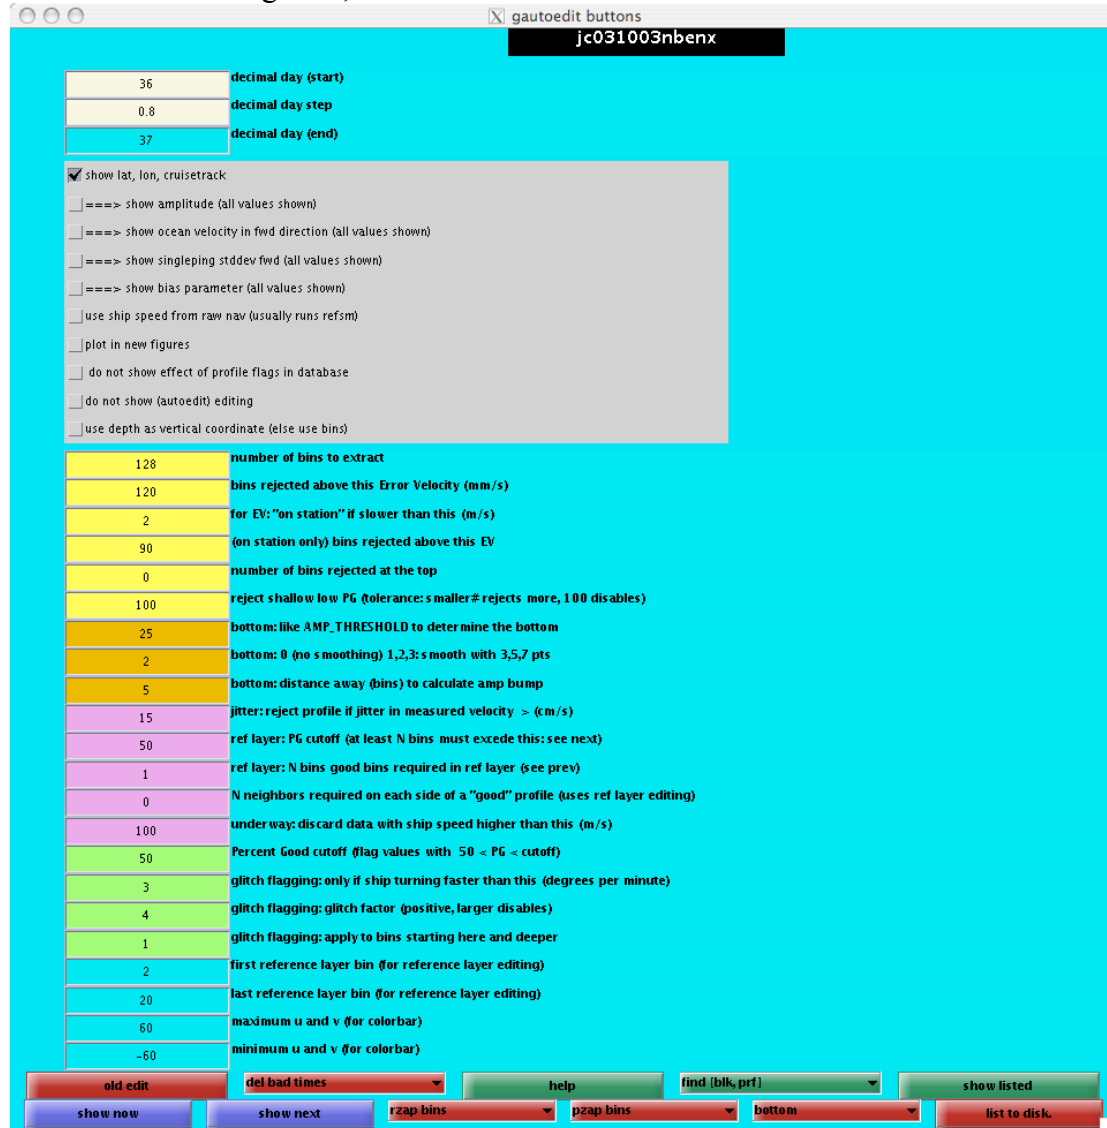 gautoedit buttons
jc031003nbenx
36 decimal day (start)
0.8 decimal day step
37 decimal day (end)
show lat, lon, cruisetrack
===> show amplitude (all values shown)
===> show ocean velocity in fwd direction (all values shown)
===> show singleping stddev fwd (all values shown)
===> show bias parameter (all values shown)
use ship speed from raw nav (usually runs refsm)
plot in new figures
do not show effect of profile flags in database
do not show (autoedit) editing
use depth as vertical coordinate (else use bins)
128 number of bins to extract
120 bins rejected above this Error Velocity (mm/s)
2 for EV: "on station" if slower than this (m/s)
90 (on station only) bins rejected above this EV
0 number of bins rejected at the top
100 reject shallow low PG (tolerance: smaller# rejects more, 100 disables)
25 bottom: like AMP_THRESHOLD to determine the bottom
2 bottom: 0 (no smoothing) 1,2,3: smooth with 3,5,7 pts
5 bottom: distance away (bins) to calculate amp bump
15 jitter: reject profile if jitter in measured velocity > (cm/s)
50 ref layer: PG cutoff (at least N bins must excede this: see next)
1 ref layer: N bins good bins required in ref layer (see prev)
0 N neighbors required on each side of a "good" profile (uses ref layer editing)
100 underway: discard data with ship speed higher than this (m/s)
50 Percent Good cutoff (flag values with 50 < PG < cutoff)
3 glitch flagging: only if ship turning faster than this (degrees per minute)
4 glitch flagging: glitch factor (positive, larger disables)
1 glitch flagging: apply to bins starting here and deeper
2 first reference layer bin (for reference layer editing)
20 last reference layer bin (for reference layer editing)
60 maximum u and v (for colorbar)
-60 minimum u and v (for colorbar)
old edit del bad times help find [blk, prf] show listed
show now show next rzap bins pzap bins bottom list to disk.